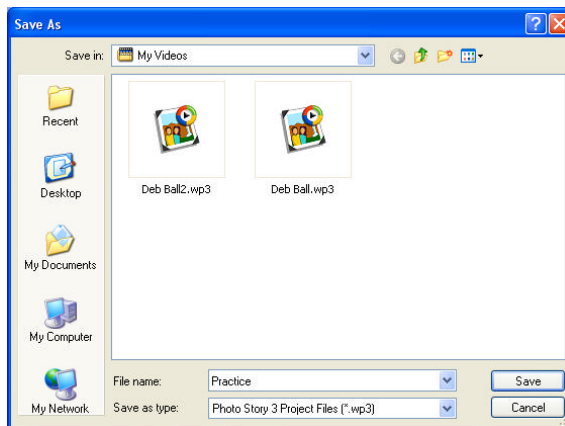 Save As
Save in: My Videos
Recent
Desktop
My Documents
My Computer
My Network
Deb Ball2.wp3 Deb Ball.wp3
File name: Practice Save
Save as type: Photo Story 3 Project Files (*.wp3) Cancel